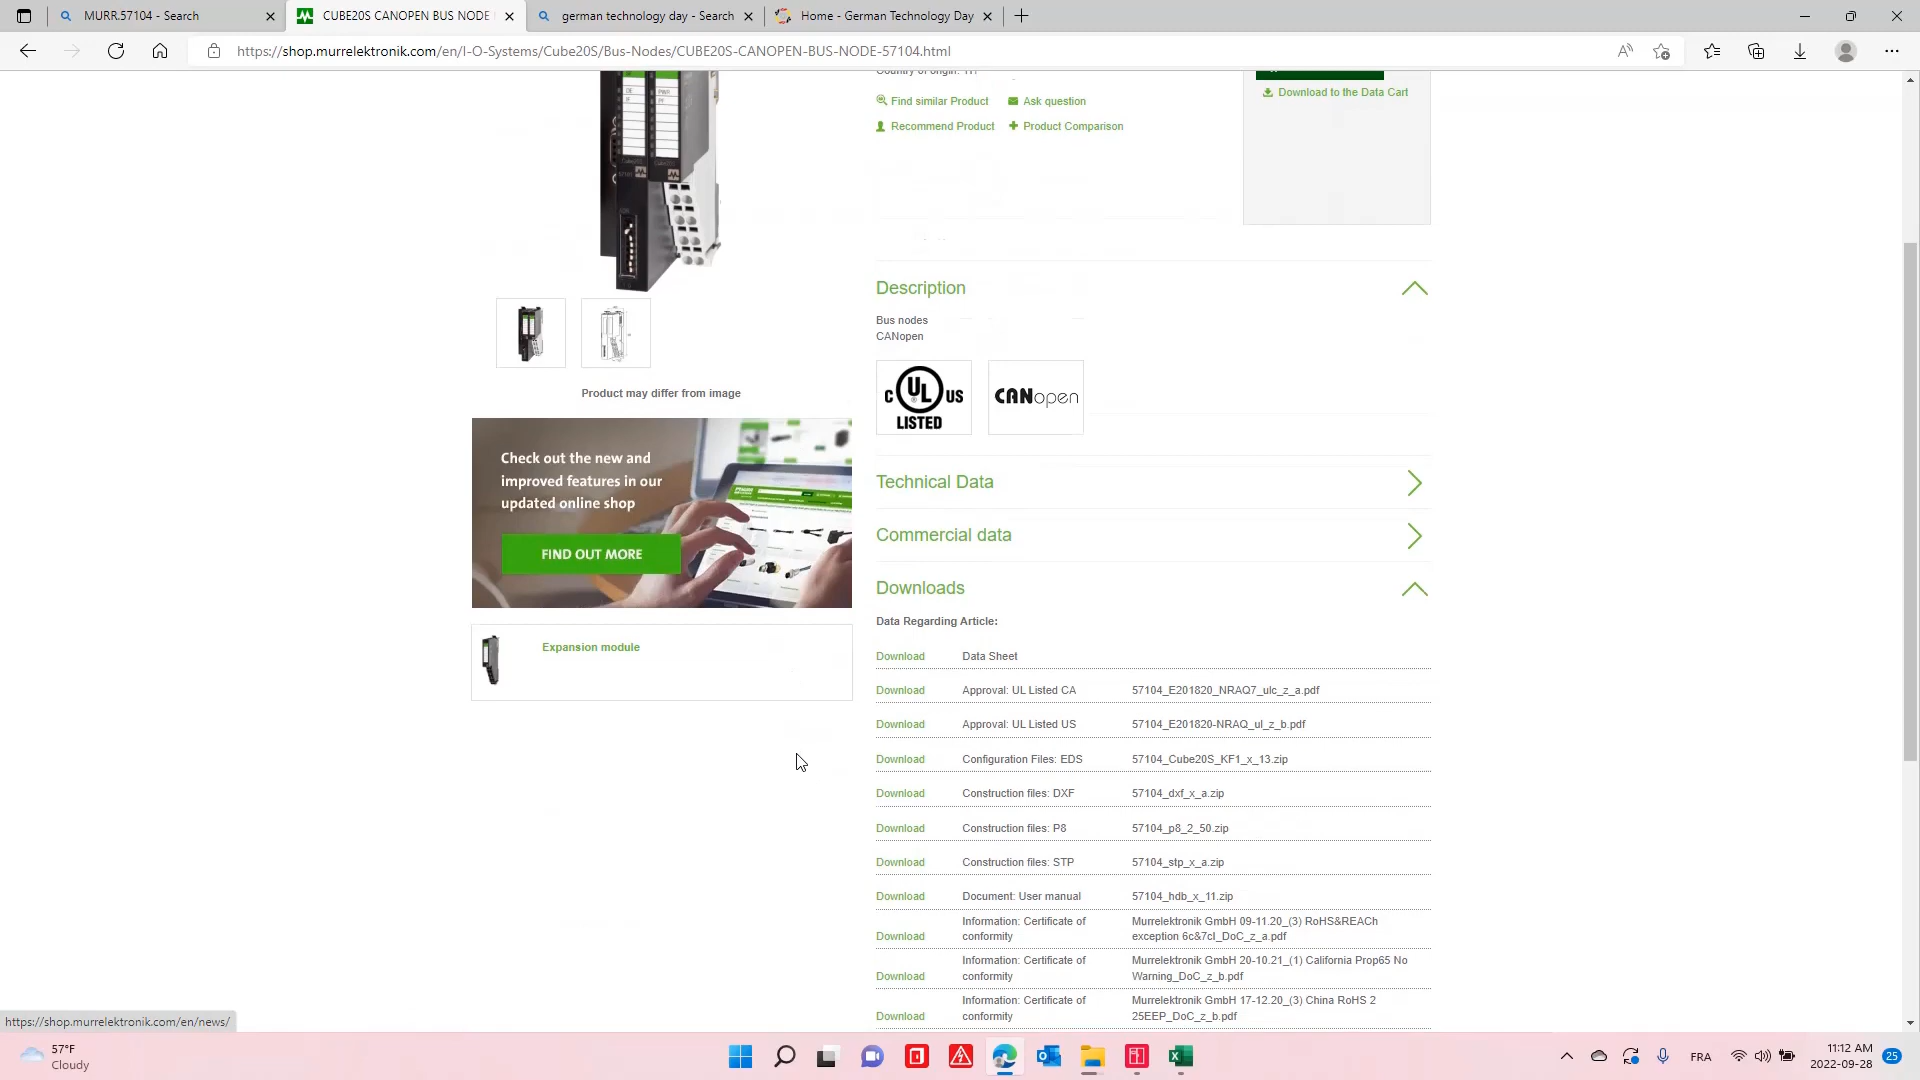 MURR.57104 - Search
CUBE20S CANOPEN BUS NODE
german technology day - Search
Home - German Technology Day
https://shop.murrelektronik.com/en/I-O-Systems/Cube20S/Bus-Nodes/CUBE20S-CANOPEN-BUS-NODE-57104.html
Country of origin:
Find similar Product
Ask question
Recommend Product
Product Comparison
Download to the Data Cart
Product may differ from image
Check out the new and
improved features in our
updated online shop
FIND OUT MORE
Expansion module
Description
Bus nodes
CANopen
c UL US
LISTED
CANopen
Technical Data
Commercial data
Downloads
Data Regarding Article:
Download Data Sheet
Download Approval: UL Listed CA 57104_E201820_NRAQ7_ulc_z_a.pdf
Download Approval: UL Listed US 57104_E201820-NRAQ_ul_z_b.pdf
Download Configuration Files: EDS 57104_Cube20S_KF1_x_13.zip
Download Construction files: DXF 57104_dxf_x_a.zip
Download Construction files: P8 57104_p8_2_50.zip
Download Construction files: STP 57104_stp_x_a.zip
Download Document: User manual 57104_hdb_x_11.zip
Information: Certificate of Murrelektronik GmbH 09-11.20_(3) RoHS&REACh
Download conformity exception 6c&7cI_DoC_z_a.pdf
Information: Certificate of Murrelektronik GmbH 20-10.21_(1) California Prop65 No
Download conformity Warning_DoC_z_b.pdf
Information: Certificate of Murrelektronik GmbH 17-12.20_(3) China RoHS 2
Download conformity 25EEP_DoC_z_b.pdf
https://shop.murrelektronik.com/en/news/
57°F
Cloudy
FRA
11:12 AM
2022-09-28
25